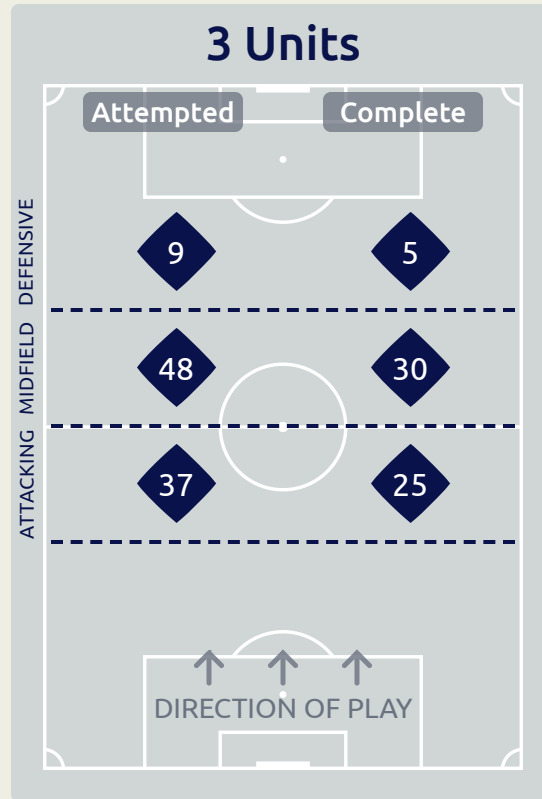 3 Units
Attempted Complete
DEFENSIVE
9 5
MIDFIELD
48 30
ATTACKING
37 25
DIRECTION OF PLAY